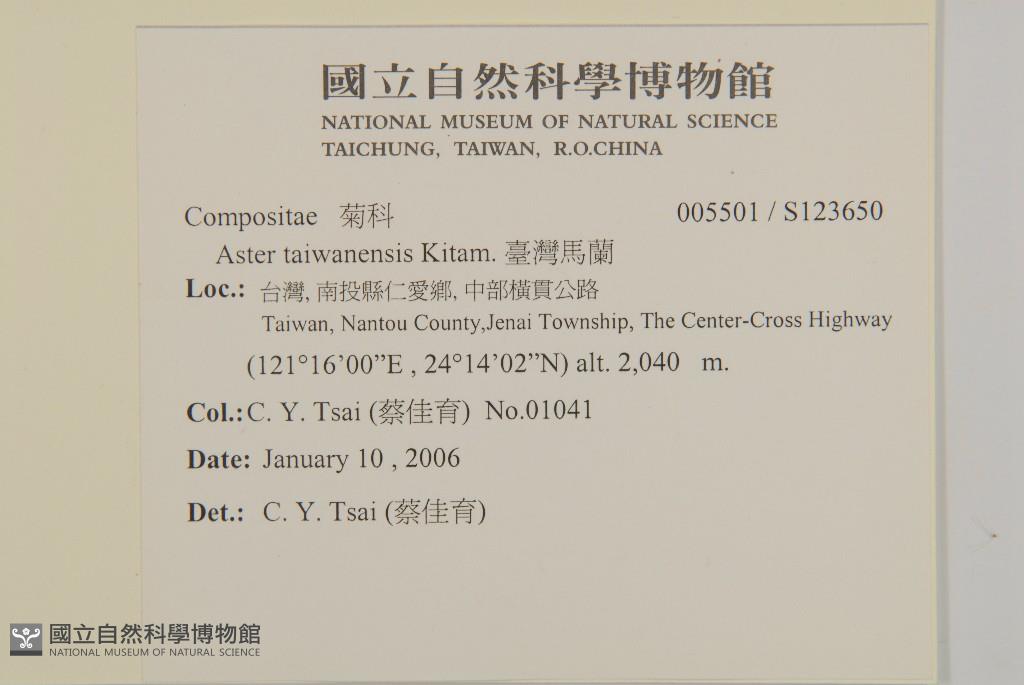 國立自然科學博物館
NATIONAL MUSEUM OF NATURAL SCIENCE
TAICHUNG, TAIWAN, R.O.CHINA
Compositae 菊科 005501 / S123650
Aster taiwanensis Kitam. 臺灣馬蘭
Loc.: 台灣, 南投縣仁愛鄉, 中部橫貫公路
Taiwan, Nantou County,Jenai Township, The Center-Cross Highway
(121°16’00”E , 24°14’02”N) alt. 2,040 m.
Col.: C. Y. Tsai (蔡佳育) No.01041
Date: January 10 , 2006
Det.: C. Y. Tsai (蔡佳育)
國立自然科學博物館
NATIONAL MUSEUM OF NATURAL SCIENCE